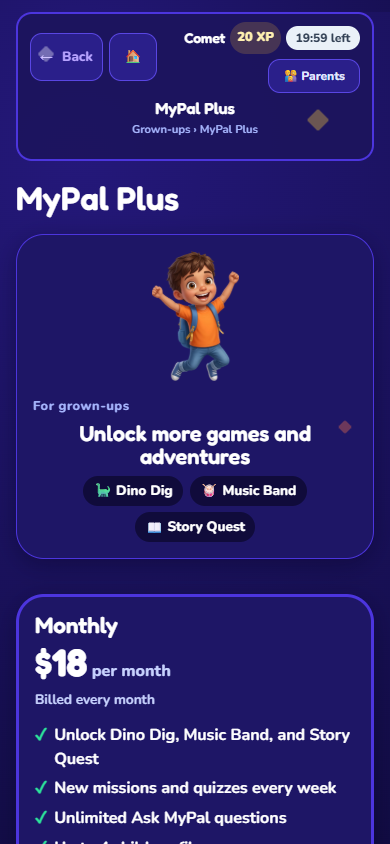 Back
Comet 20 XP 19:59 left
Parents
MyPal Plus
Grown-ups › MyPal Plus
MyPal Plus
For grown-ups
Unlock more games and
adventures
Dino Dig Music Band
Story Quest
Monthly
$18 per month
Billed every month
✓ Unlock Dino Dig, Music Band, and Story
Quest
✓ New missions and quizzes every week
✓ Unlimited Ask MyPal questions